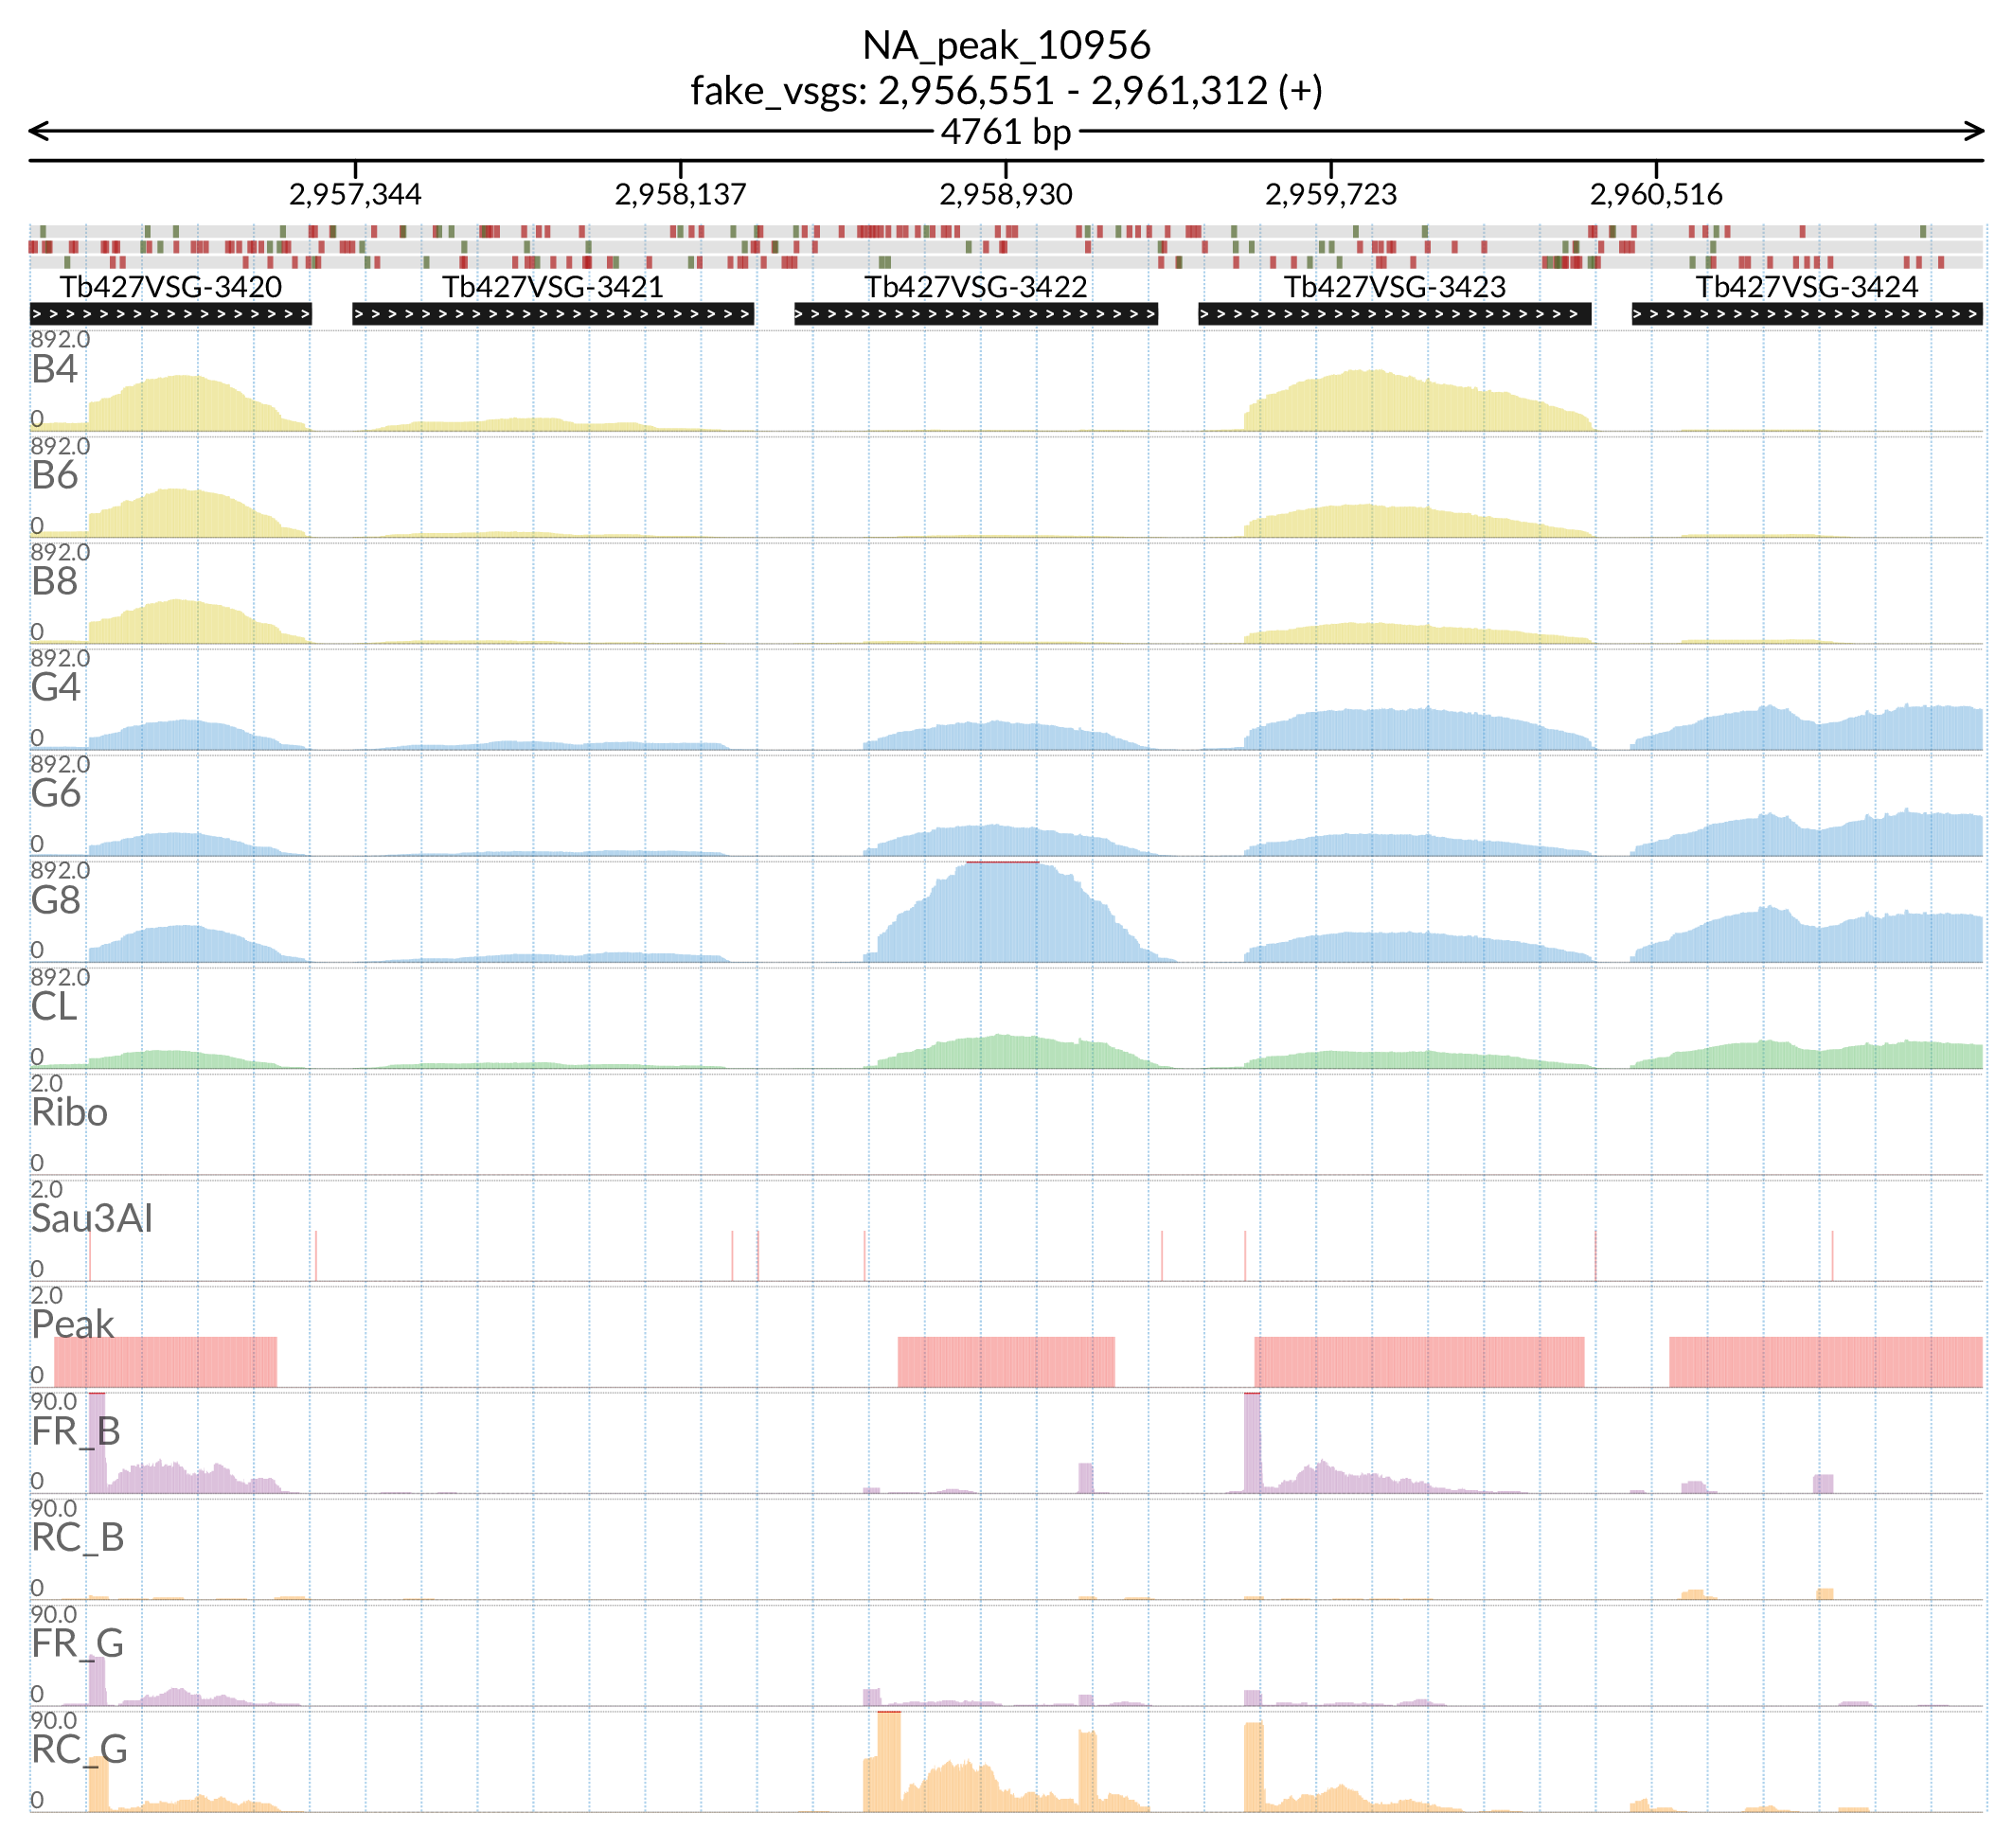 NA_peak_10956
fake_vsgs: 2,956,551 - 2,961,312 (+)
4761 bp
2,957,344 2,958,137 2,958,930 2,959,723 2,960,516
Tb427VSG-3420 Tb427VSG-3421 Tb427VSG-3422 Tb427VSG-3423 Tb427VSG-3424
892.0
B4
0
892.0
B6
0
892.0
B8
0
892.0
G4
0
892.0
G6
0
892.0
G8
0
892.0
CL
0
2.0
Ribo
0
2.0
Sau3AI
0
2.0
Peak
0
90.0
FR_B
0
90.0
RC_B
0
90.0
FR_G
0
90.0
RC_G
0